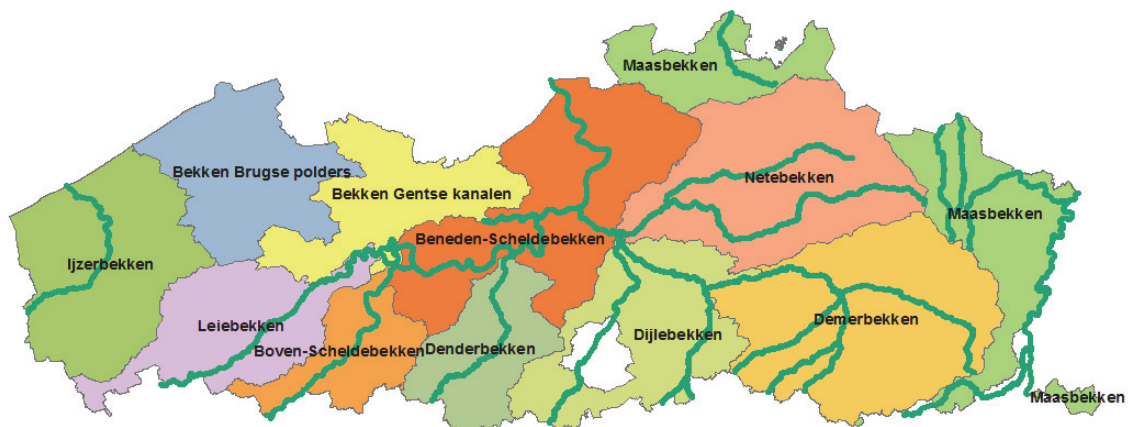 Maasbekken
Bekken Brugse polders
Bekken Gentse kanalen
Netebekken
Maasbekken
Beneden-Scheldebekken
Ijzerbekken
Leiebekken
Demerbekken
Dijlebekken
Boven-Scheldebekken
Denderbekken
Maasbekken